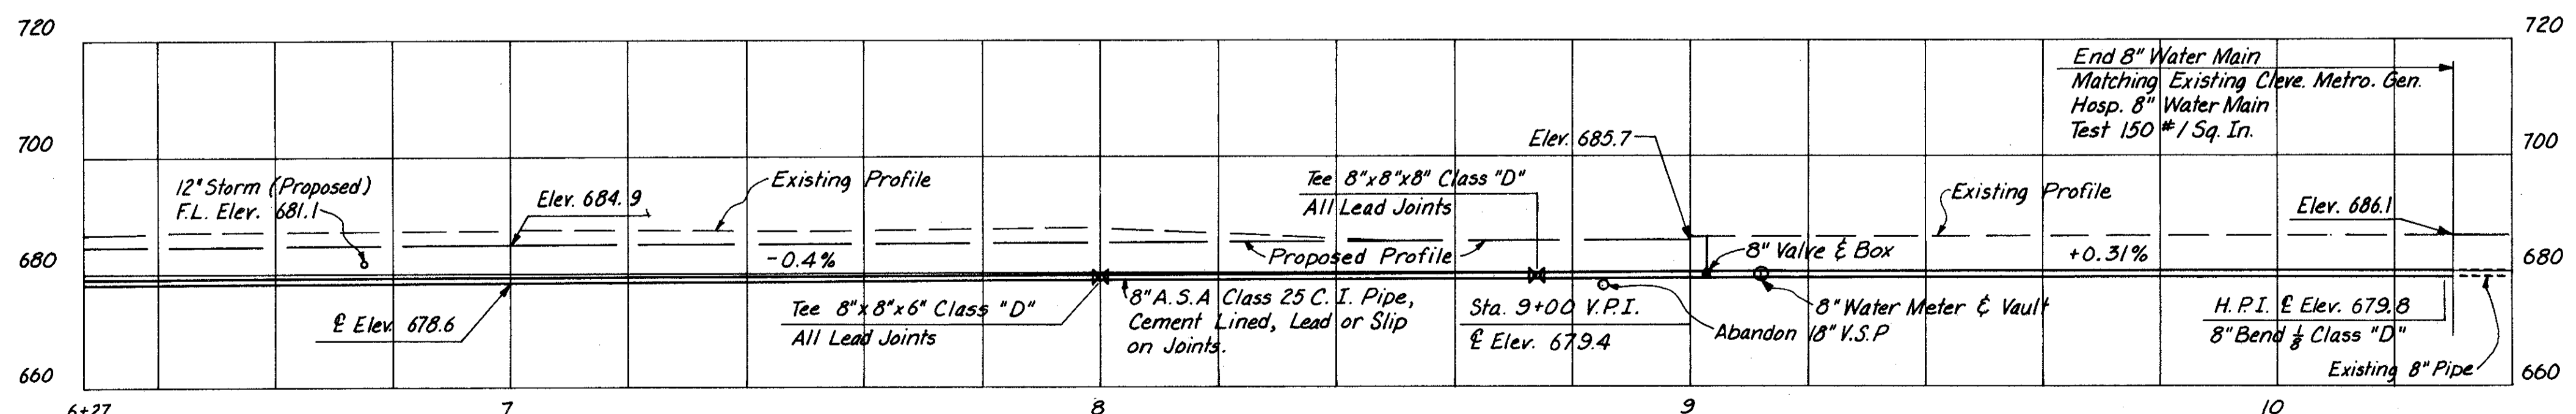 720
720
End 8" Water Main
Matching Existing Cleve. Metro. Gen.
Hosp. 8" Water Main
Test 150 #/Sq. In.
Elev. 685.7
700
700
12" Storm (Proposed)
F.L. Elev. 681.1
Elev. 684.9
Existing Profile
Tee 8"x8"x8" Class "D"
All Lead Joints
Existing Profile
Elev. 686.1
680
-0.4%
Proposed Profile
8" Valve & Box
+0.31%
680
℄ Elev. 678.6
Tee 8"x8"x6" Class "D"
All Lead Joints
8" A.S.A Class 25 C.I. Pipe,
Cement Lined, Lead or Slip
on Joints.
Sta. 9+00 V.P.I.
℄ Elev. 679.4
Abandon 18" V.S.P
8" Water Meter & Vault
H.P.I. ℄ Elev. 679.8
8" Bend ⅛ Class "D"
Existing 8" Pipe
660
660
6+27
7
8
9
10